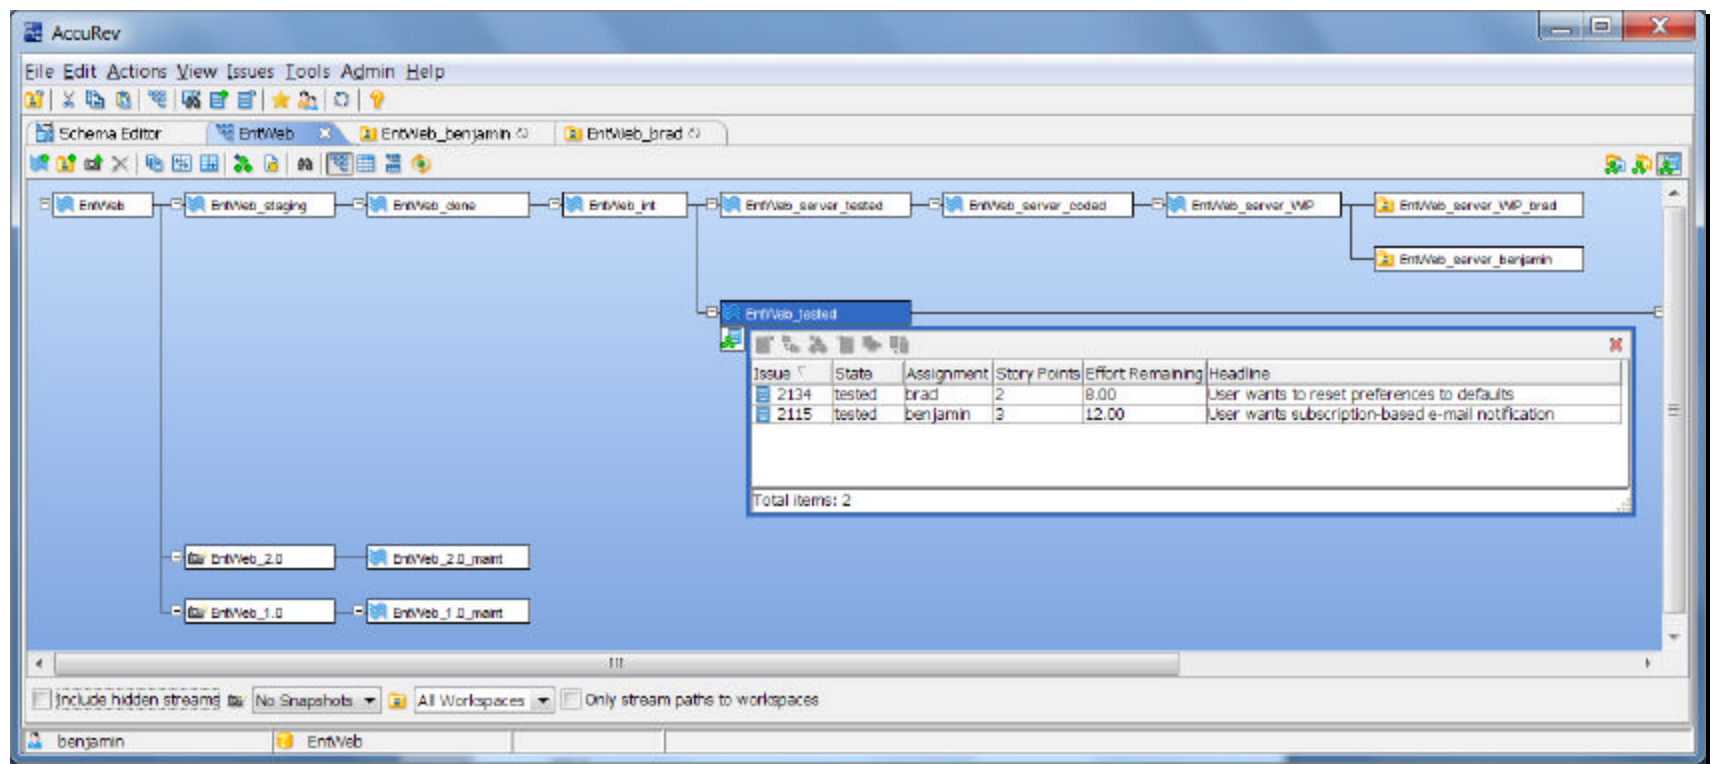 AccuRev
File Edit Actions View Issues Tools Admin Help
Schema Editor EntWeb EntWeb_benjamin EntWeb_brad
EntWeb EntWeb_staging EntWeb_done EntWeb_int EntWeb_server_tested EntWeb_server_coded EntWeb_server_WIP EntWeb_server_WIP_brad
EntWeb_server_benjamin
EntWeb_tested
Issue State Assignment Story Points Effort Remaining Headline
2134 tested brad 2 8.00 User wants to reset preferences to defaults
2115 tested benjamin 3 12.00 User wants subscription-based e-mail notification
Total items: 2
EntWeb_2.0 EntWeb_2.0_maint
EntWeb_1.0 EntWeb_1.0_maint
Include hidden streams No Snapshots All Workspaces Only stream paths to workspaces
benjamin EntWeb